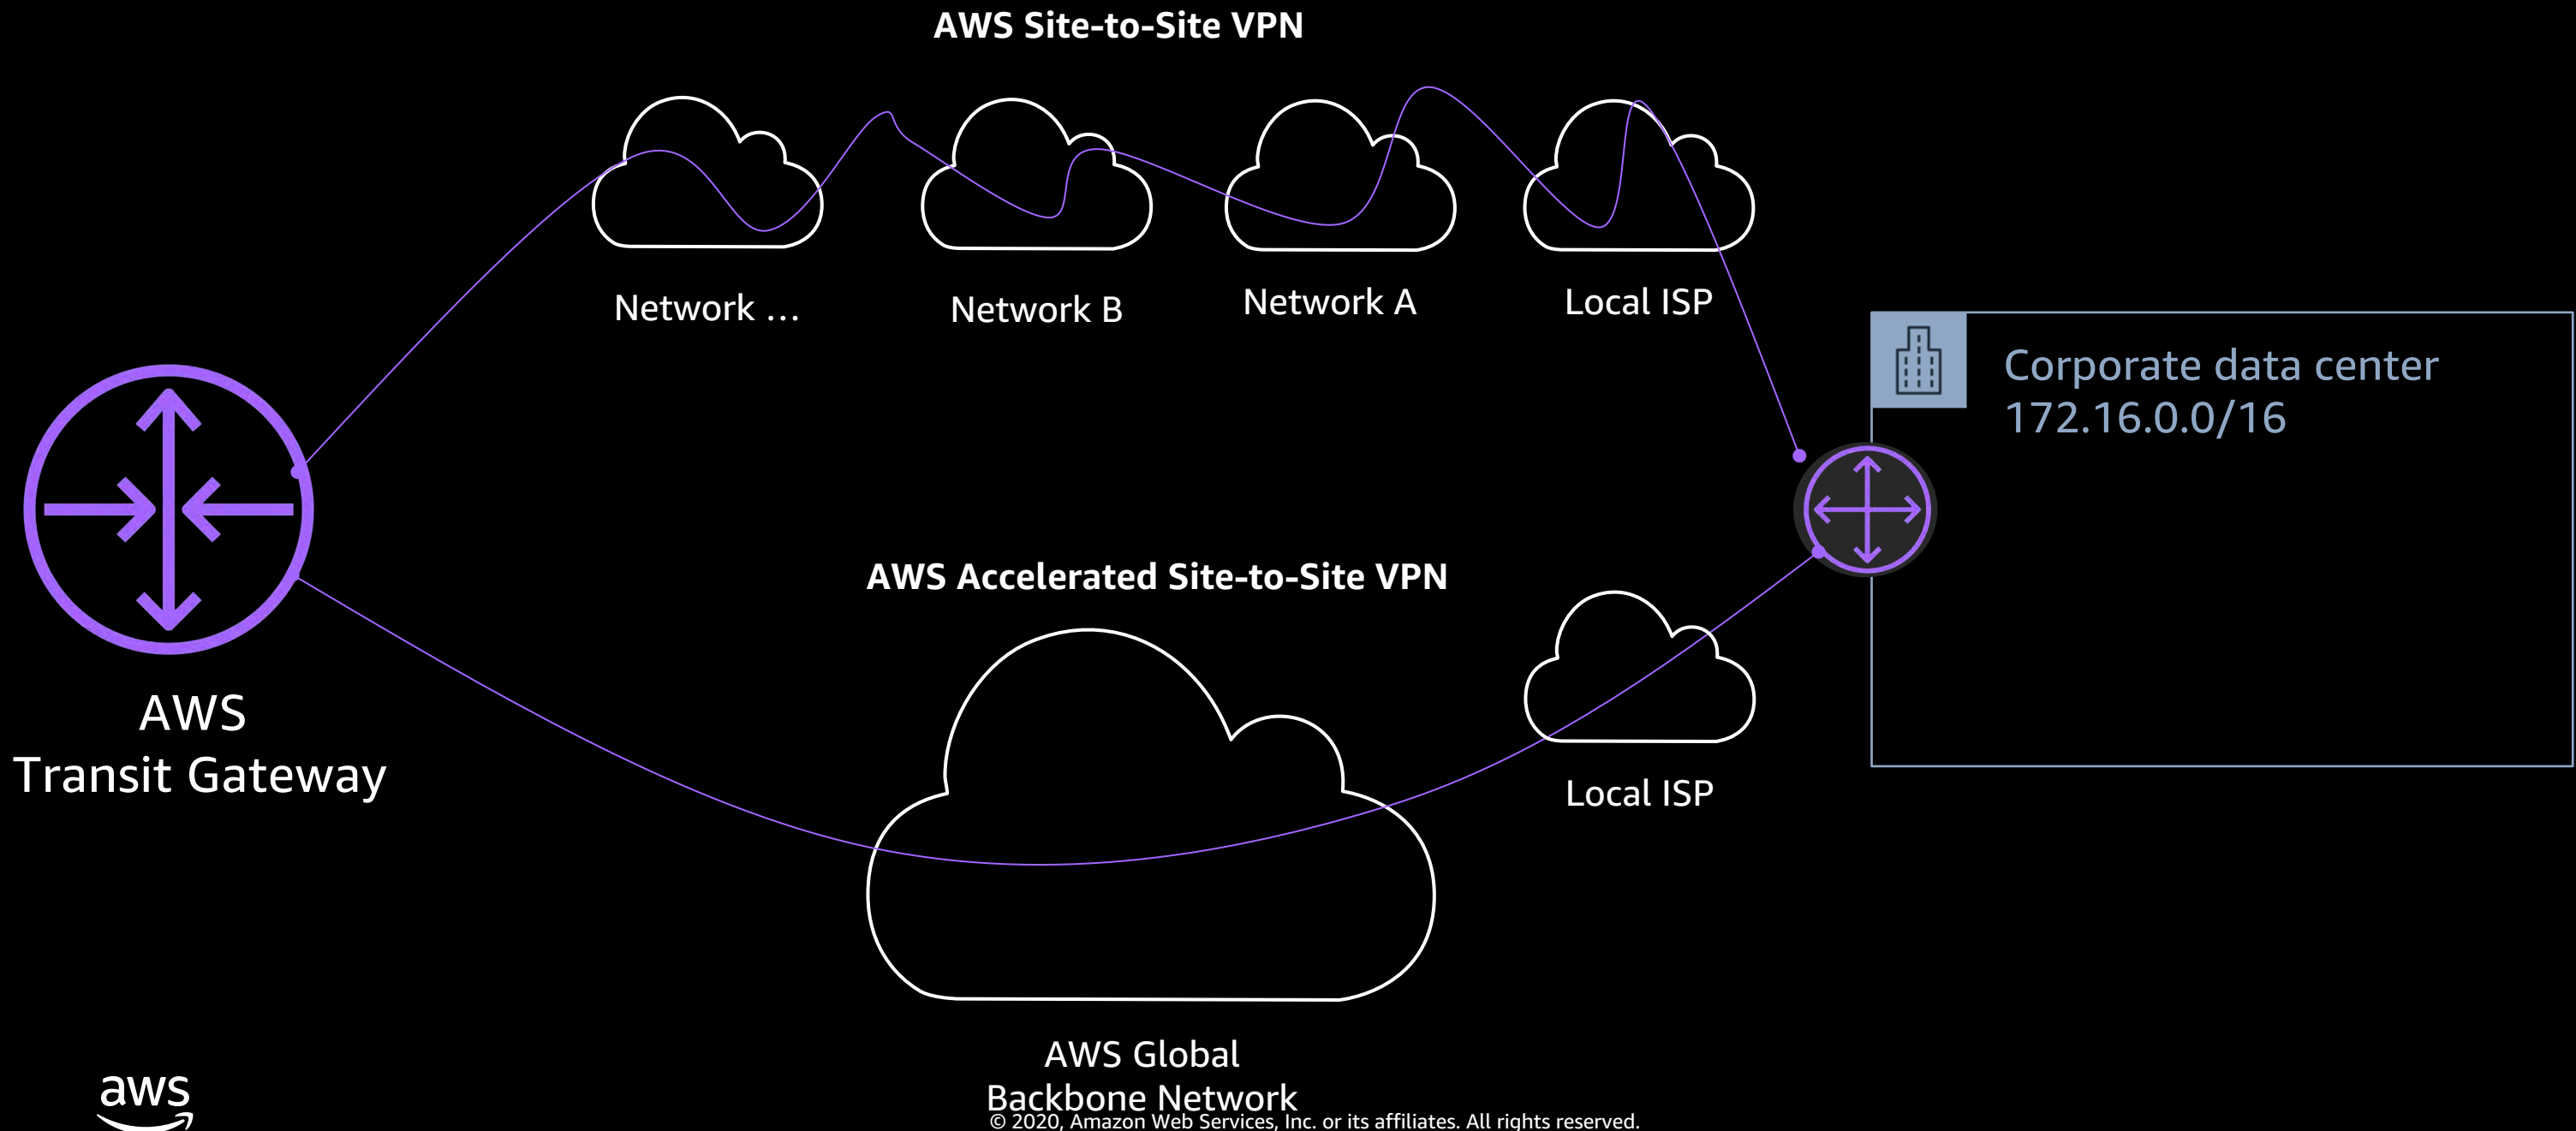 AWS Site-to-Site VPN
Network ...
Network B
Network A
Local ISP
Corporate data center
172.16.0.0/16
AWS
Transit Gateway
AWS Accelerated Site-to-Site VPN
Local ISP
AWS Global
Backbone Network
aws
© 2020, Amazon Web Services, Inc. or its affiliates. All rights reserved.